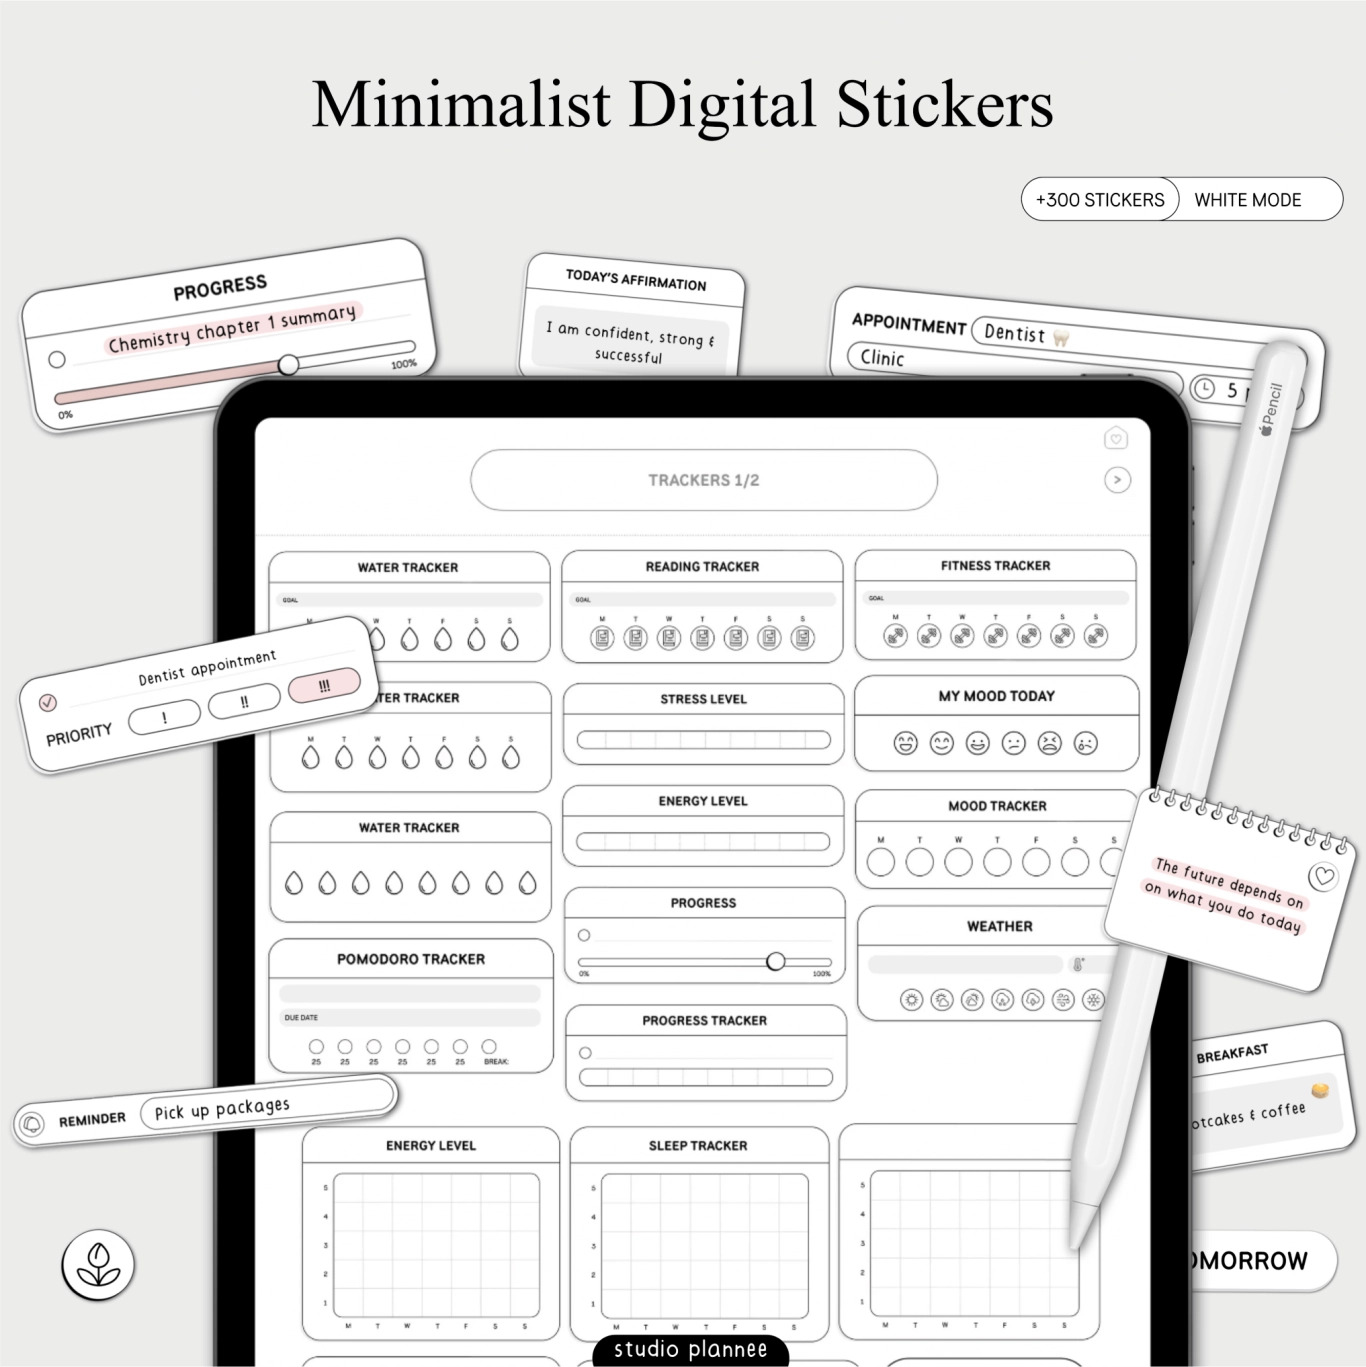 Minimalist Digital Stickers
+300 STICKERS WHITE MODE
PROGRESS
Chemistry chapter 1 summary
0% 100%
TODAY'S AFFIRMATION
I am confident, strong &
successful
APPOINTMENT Dentist
Clinic
5
Pencil
TRACKERS 1/2
>
WATER TRACKER
GOAL
M W T F S S
READING TRACKER
GOAL
M T W T F S S
FITNESS TRACKER
GOAL
M T W T F S S
Dentist appointment
PRIORITY ! !! !!!
TER TRACKER
M T W T F S S
STRESS LEVEL
MY MOOD TODAY
ENERGY LEVEL
MOOD TRACKER
M T W T F S S
WATER TRACKER
The future depends on
on what you do today
PROGRESS
0% 100%
WEATHER
POMODORO TRACKER
DUE DATE
25 25 25 25 25 25 BREAK:
PROGRESS TRACKER
REMINDER Pick up packages
BREAKFAST
otcakes & coffee
ENERGY LEVEL
5
4
3
2
1
M T W T F S S
SLEEP TRACKER
5
4
3
2
1
M T W T F S S
5
4
3
2
1
M T W T F S S
OMORROW
studio plannee